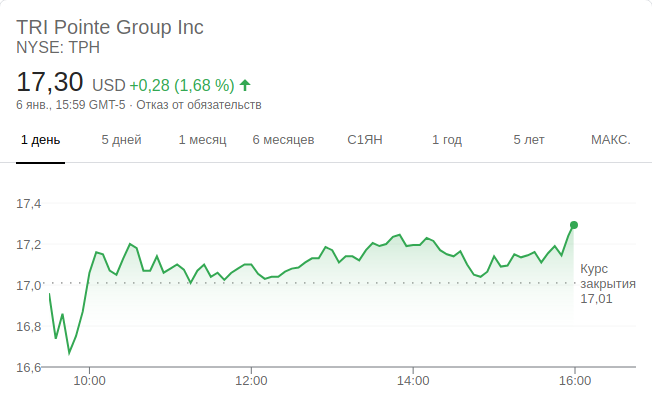 TRI Pointe Group Inc
NYSE: TPH
17,30 USD +0,28 (1,68 %)
6 янв., 15:59 GMT-5 · Отказ от обязательств
1 день 5 дней 1 месяц 6 месяцев С1ЯН 1 год 5 лет МАКС.
17,4
17,2
17,0
16,8
16,6
Курс
закрытия
17,01
10:00 12:00 14:00 16:00